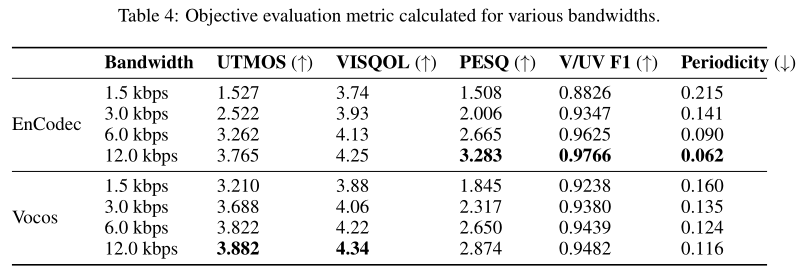 Table 4: Objective evaluation metric calculated for various bandwidths.
Bandwidth UTMOS (↑) VISQOL (↑) PESQ (↑) V/UV F1 (↑) Periodicity (↓)
EnCodec
1.5 kbps 1.527 3.74 1.508 0.8826 0.215
3.0 kbps 2.522 3.93 2.006 0.9347 0.141
6.0 kbps 3.262 4.13 2.665 0.9625 0.090
12.0 kbps 3.765 4.25 3.283 0.9766 0.062
Vocos
1.5 kbps 3.210 3.88 1.845 0.9238 0.160
3.0 kbps 3.688 4.06 2.317 0.9380 0.135
6.0 kbps 3.822 4.22 2.650 0.9439 0.124
12.0 kbps 3.882 4.34 2.874 0.9482 0.116